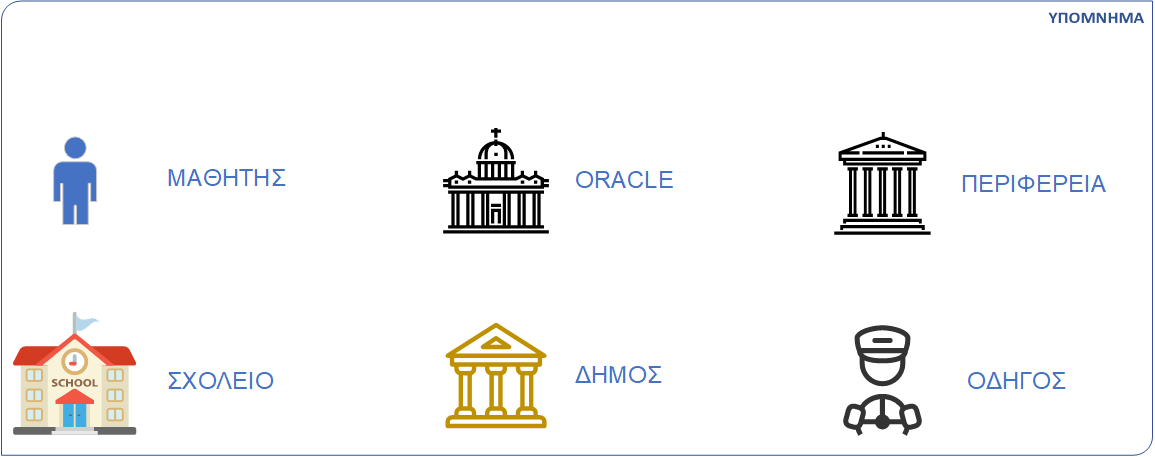 ΥΠΟΜΝΗΜΑ
ΜΑΘΗΤΗΣ
ORACLE
ΠΕΡΙΦΕΡΕΙΑ
SCHOOL
ΣΧΟΛΕΙΟ
ΔΗΜΟΣ
ΟΔΗΓΟΣ